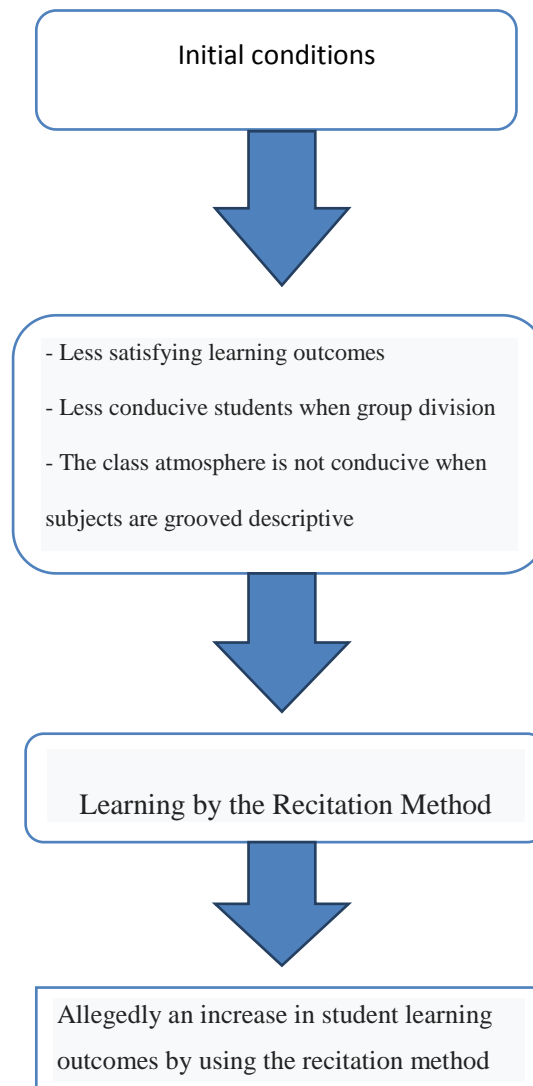 Initial conditions
- Less satisfying learning outcomes
- Less conducive students when group division
- The class atmosphere is not conducive when
subjects are grooved descriptive
Learning by the Recitation Method
Allegedly an increase in student learning
outcomes by using the recitation method